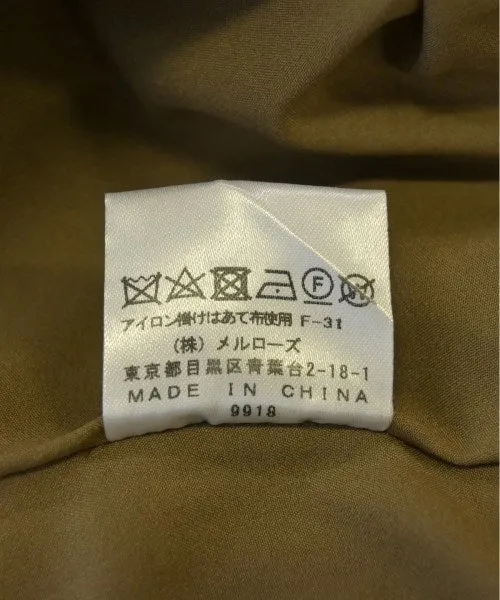 アイロン掛けはあて布使用 F-31
(株) メルローズ
東京都目黒区青葉台2-18-1
MADE IN CHINA
9918